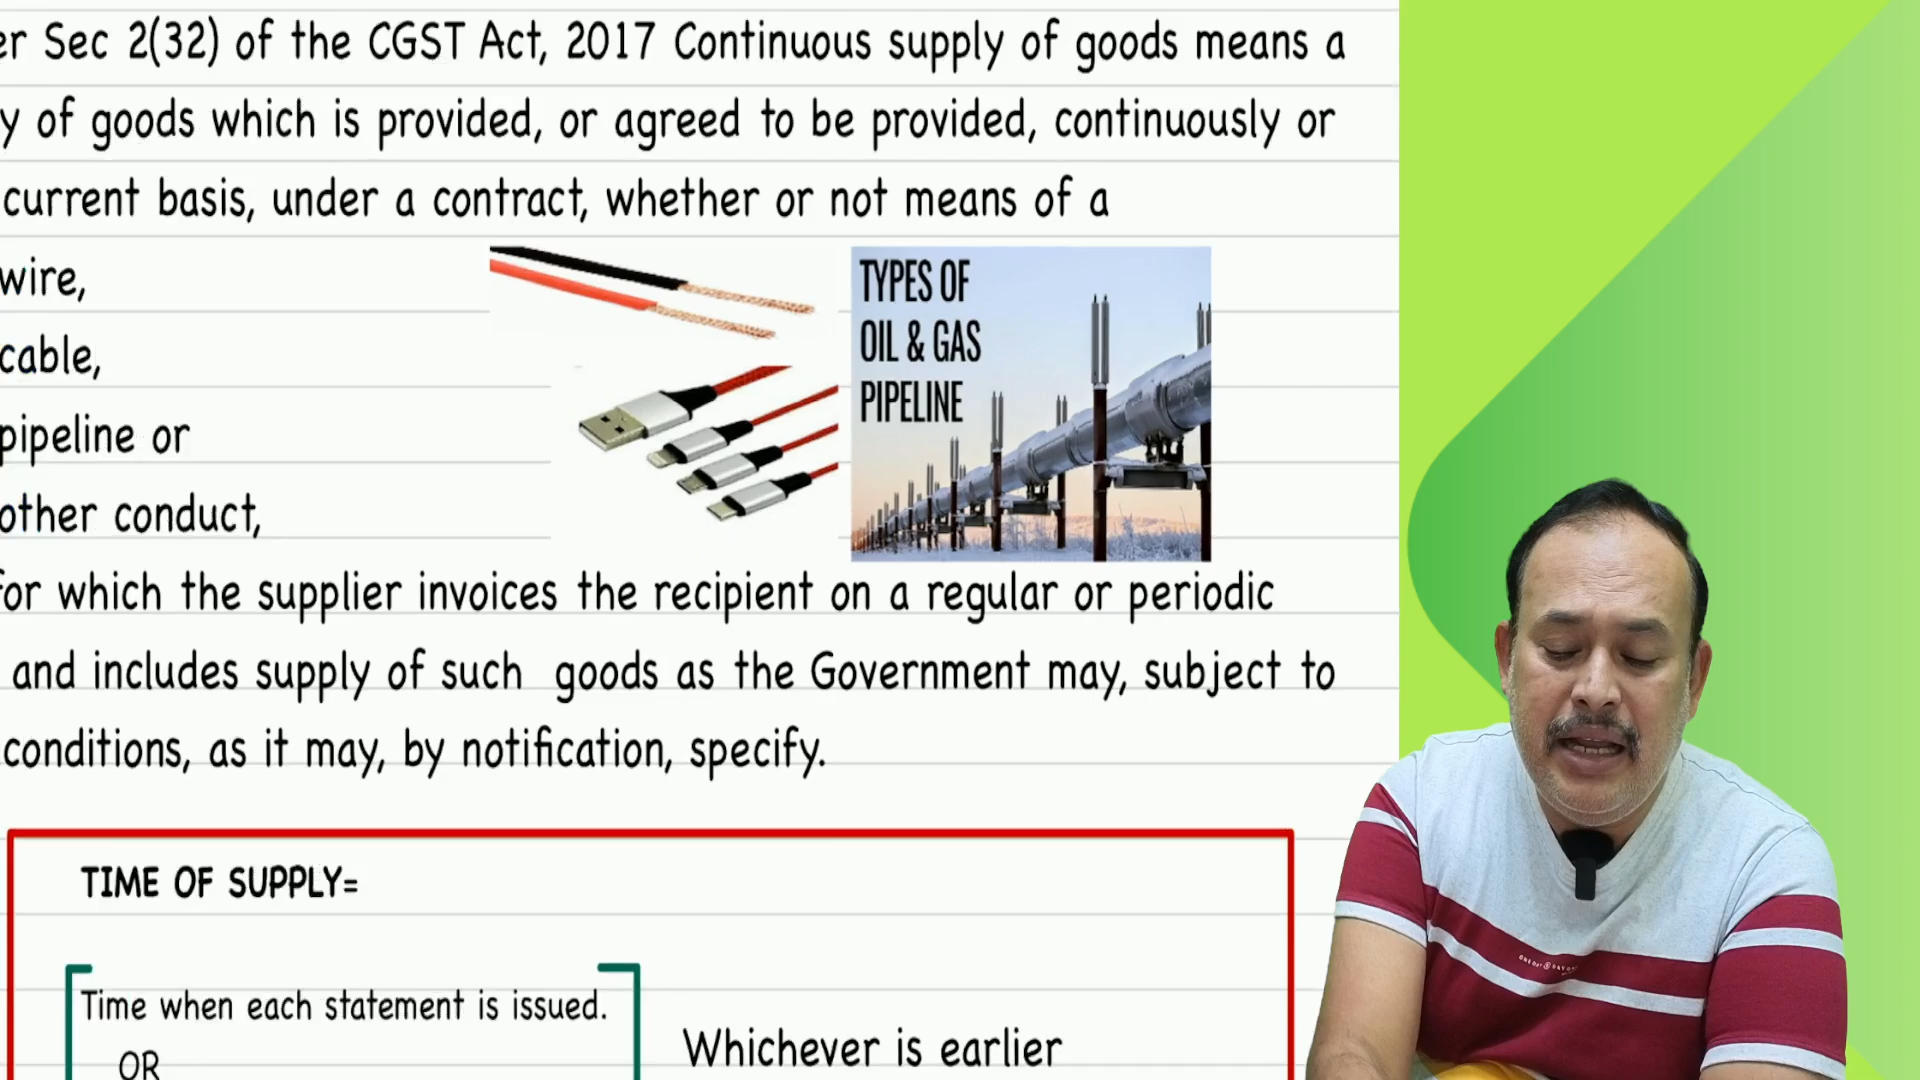 er Sec 2(32) of the CGST Act, 2017 Continuous supply of goods means a
y of goods which is provided, or agreed to be provided, continuously or
current basis, under a contract, whether or not means of a
wire,
cable,
pipeline or
other conduct,
TYPES OF
OIL & GAS
PIPELINE
for which the supplier invoices the recipient on a regular or periodic
and includes supply of such goods as the Government may, subject to
conditions, as it may, by notification, specify.
TIME OF SUPPLY=
Time when each statement is issued.
OR
Whichever is earlier